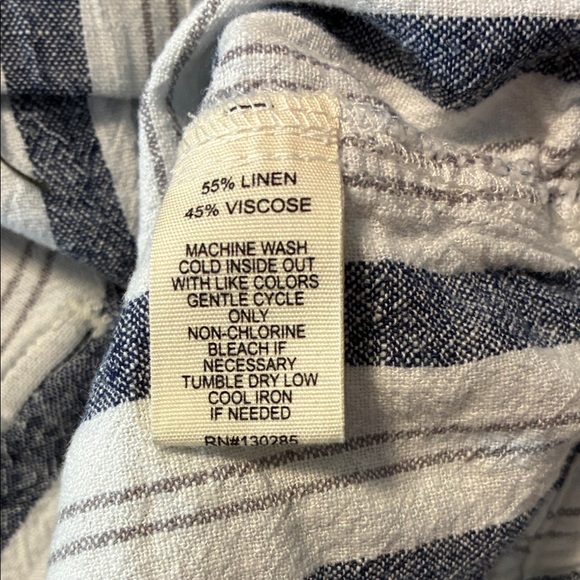 55% LINEN
45% VISCOSE
MACHINE WASH
COLD INSIDE OUT
WITH LIKE COLORS
GENTLE CYCLE
ONLY
NON-CHLORINE
BLEACH IF
NECESSARY
TUMBLE DRY LOW
COOL IRON
IF NEEDED
RN#130285